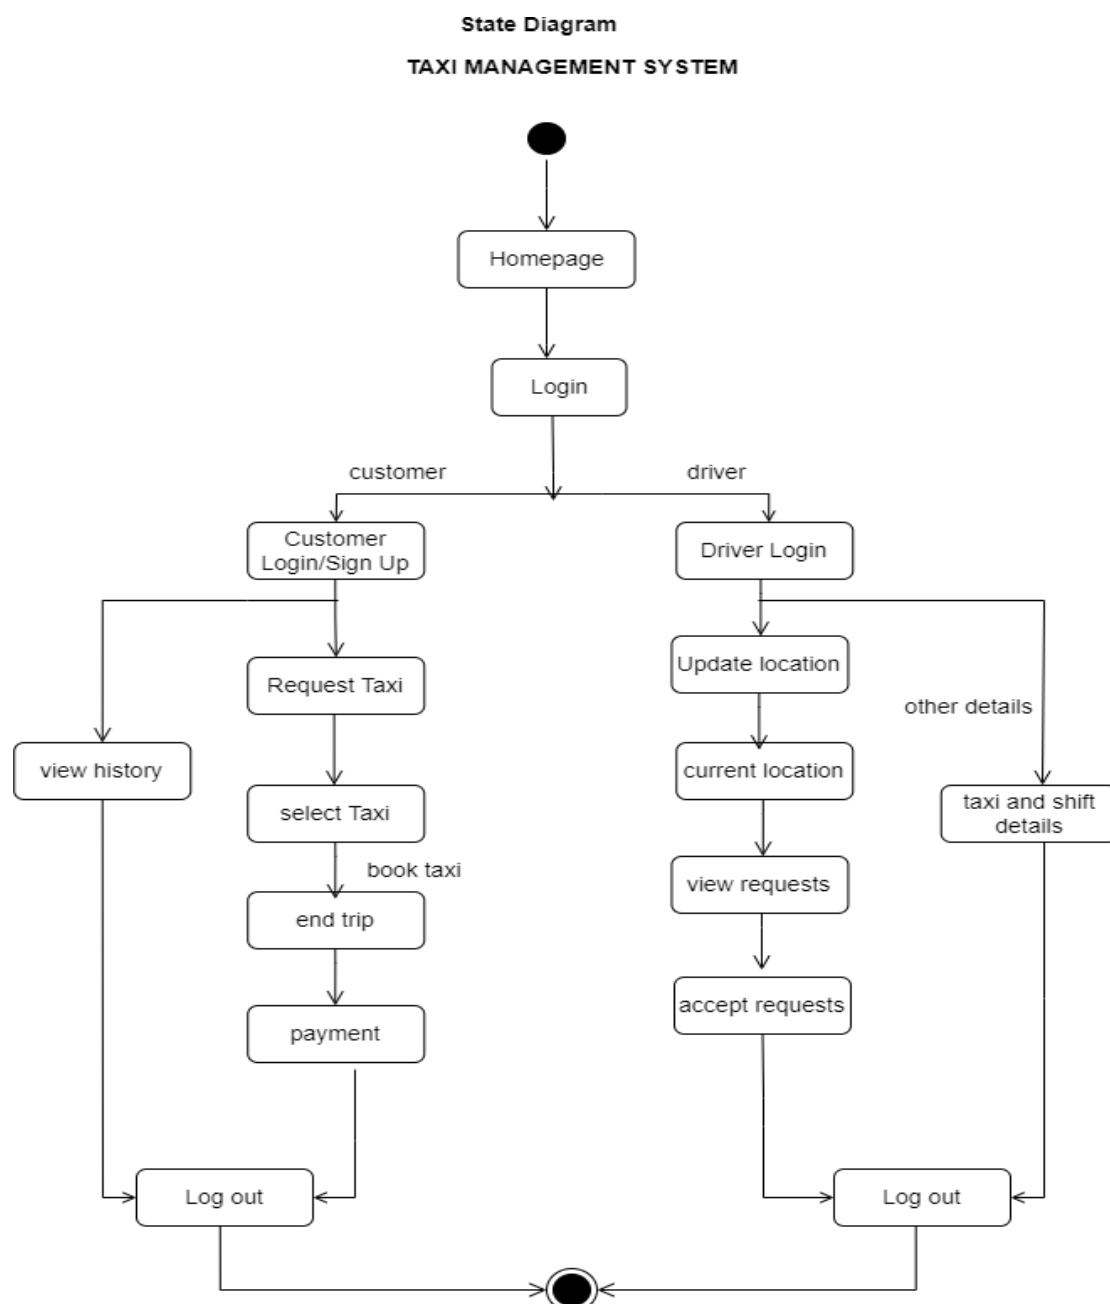 State Diagram
TAXI MANAGEMENT SYSTEM
Homepage
Login
customer
driver
Customer
Login/Sign Up
Driver Login
Request Taxi
Update location
other details
view history
current location
select Taxi
taxi and shift
details
book taxi
view requests
end trip
accept requests
payment
Log out
Log out